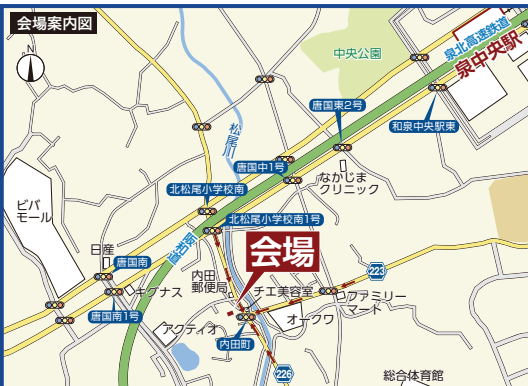 会場案内図
N
中央公園
泉北高速鉄道
泉中央駅
唐国東2号
和泉中央駅東
松尾川
唐国中1号
なかじま
クリニック
北松尾小学校南
ビバ
モール
北松尾小学校南1号
阪和道
日産
唐国南
会場
223
キグナス
内田
郵便局
チエ美容室
ファミリー
マート
唐国南1号
アクティオ
オークワ
内田町
226
総合体育館